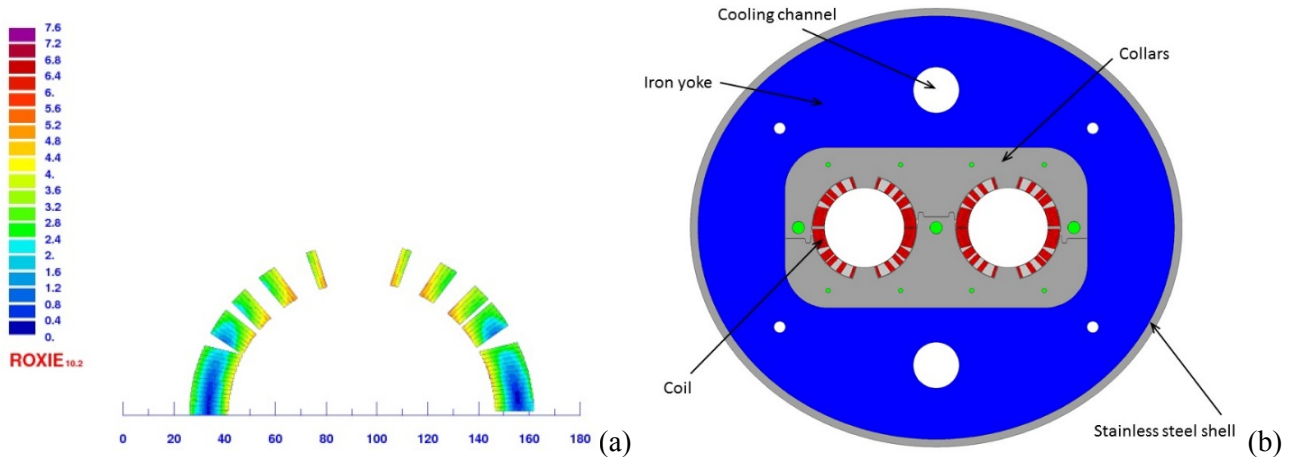 7.6
7.2
6.8
6.4
6.
5.6
5.2
4.8
4.4
4.
3.6
3.2
2.8
2.4
2.
1.6
1.2
0.8
0.4
0.
ROXIE 10.2
0 20 40 60 80 100 120 140 160 180
(a)
Cooling channel
Collars
Iron yoke
Coil
Stainless steel shell
(b)